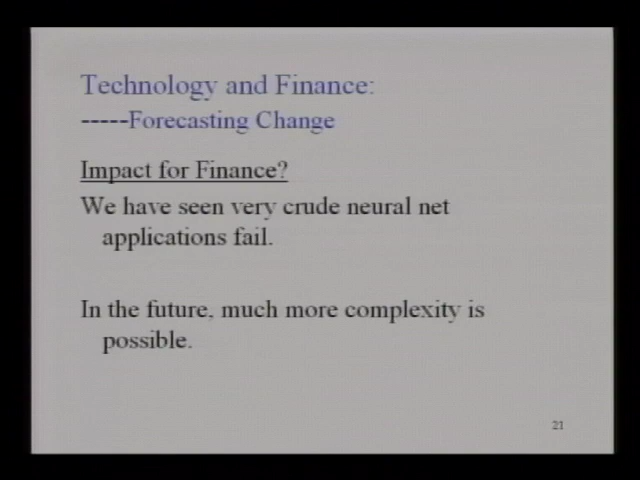 Technology and Finance:
-----Forecasting Change
Impact for Finance?
We have seen very crude neural net
applications fail.
In the future, much more complexity is
possible.
21